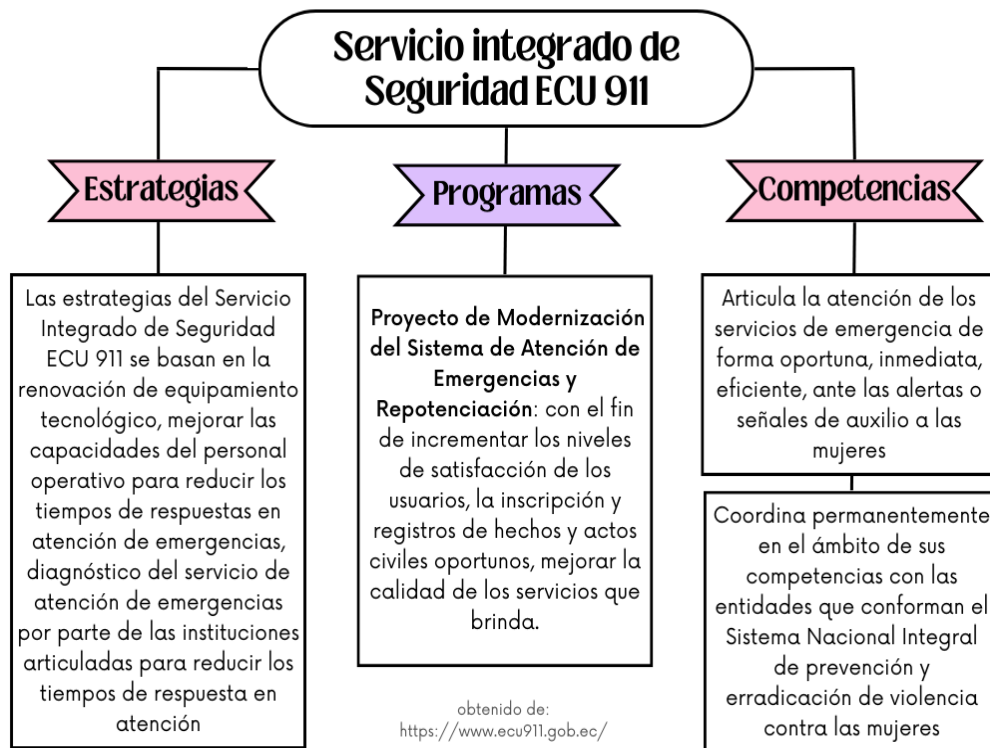 Servicio integrado de
Seguridad ECU 911
Estrategias
Las estrategias del Servicio
Integrado de Seguridad
ECU 911 se basan en la
renovación de equipamiento
tecnológico, mejorar las
capacidades del personal
operativo para reducir los
tiempos de respuestas en
atención de emergencias,
diagnóstico del servicio de
atención de emergencias
por parte de las instituciones
articuladas para reducir los
tiempos de respuesta en
atención
Programas
Proyecto de Modernización
del Sistema de Atención de
Emergencias y
Repotenciación: con el fin
de incrementar los niveles
de satisfacción de los
usuarios, la inscripción y
registros de hechos y actos
civiles oportunos, mejorar la
calidad de los servicios que
brinda.
obtenido de:
https://www.ecu911.gob.ec/
Competencias
Articula la atención de los
servicios de emergencia de
forma oportuna, inmediata,
eficiente, ante las alertas o
señales de auxilio a las
mujeres
Coordina permanentemente
en el ámbito de sus
competencias con las
entidades que conforman el
Sistema Nacional Integral
de prevención y
erradicación de violencia
contra las mujeres